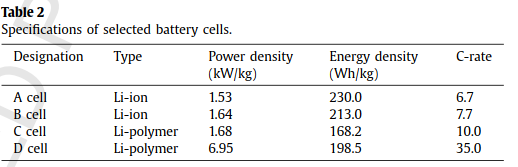 Table 2
Specifications of selected battery cells.
Designation Type Power density Energy density C-rate
(kW/kg) (Wh/kg)
A cell Li-ion 1.53 230.0 6.7
B cell Li-ion 1.64 213.0 7.7
C cell Li-polymer 1.68 168.2 10.0
D cell Li-polymer 6.95 198.5 35.0